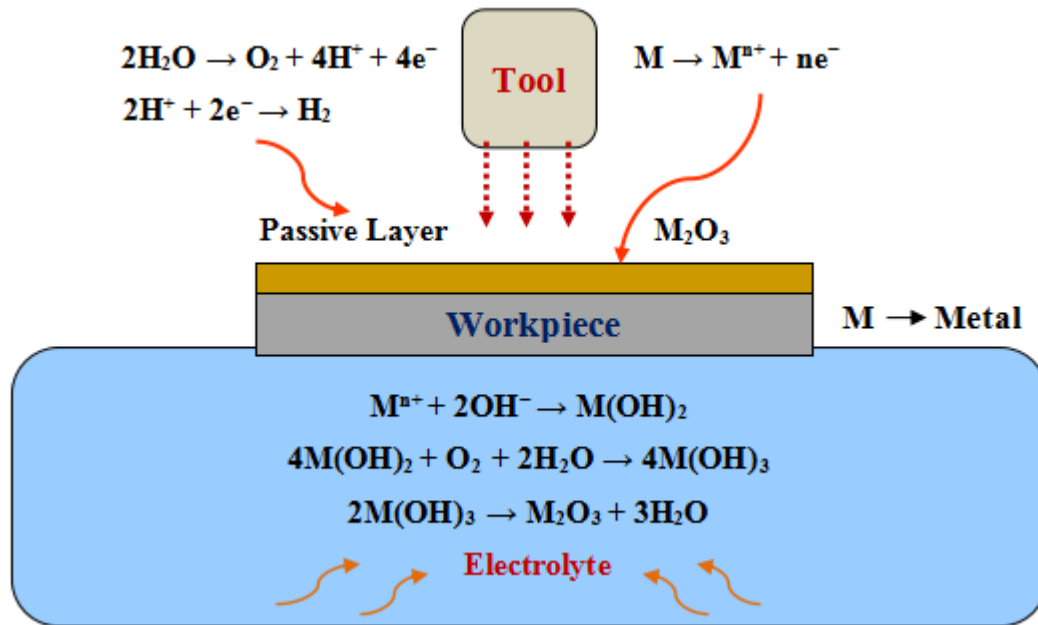 2H₂O → O₂ + 4H⁺ + 4e⁻
2H⁺ + 2e⁻ → H₂
Tool
M → Mⁿ⁺ + ne⁻
Passive Layer
M₂O₃
Workpiece
M → Metal
Mⁿ⁺ + 2OH⁻ → M(OH)₂
4M(OH)₂ + O₂ + 2H₂O → 4M(OH)₃
2M(OH)₃ → M₂O₃ + 3H₂O
Electrolyte